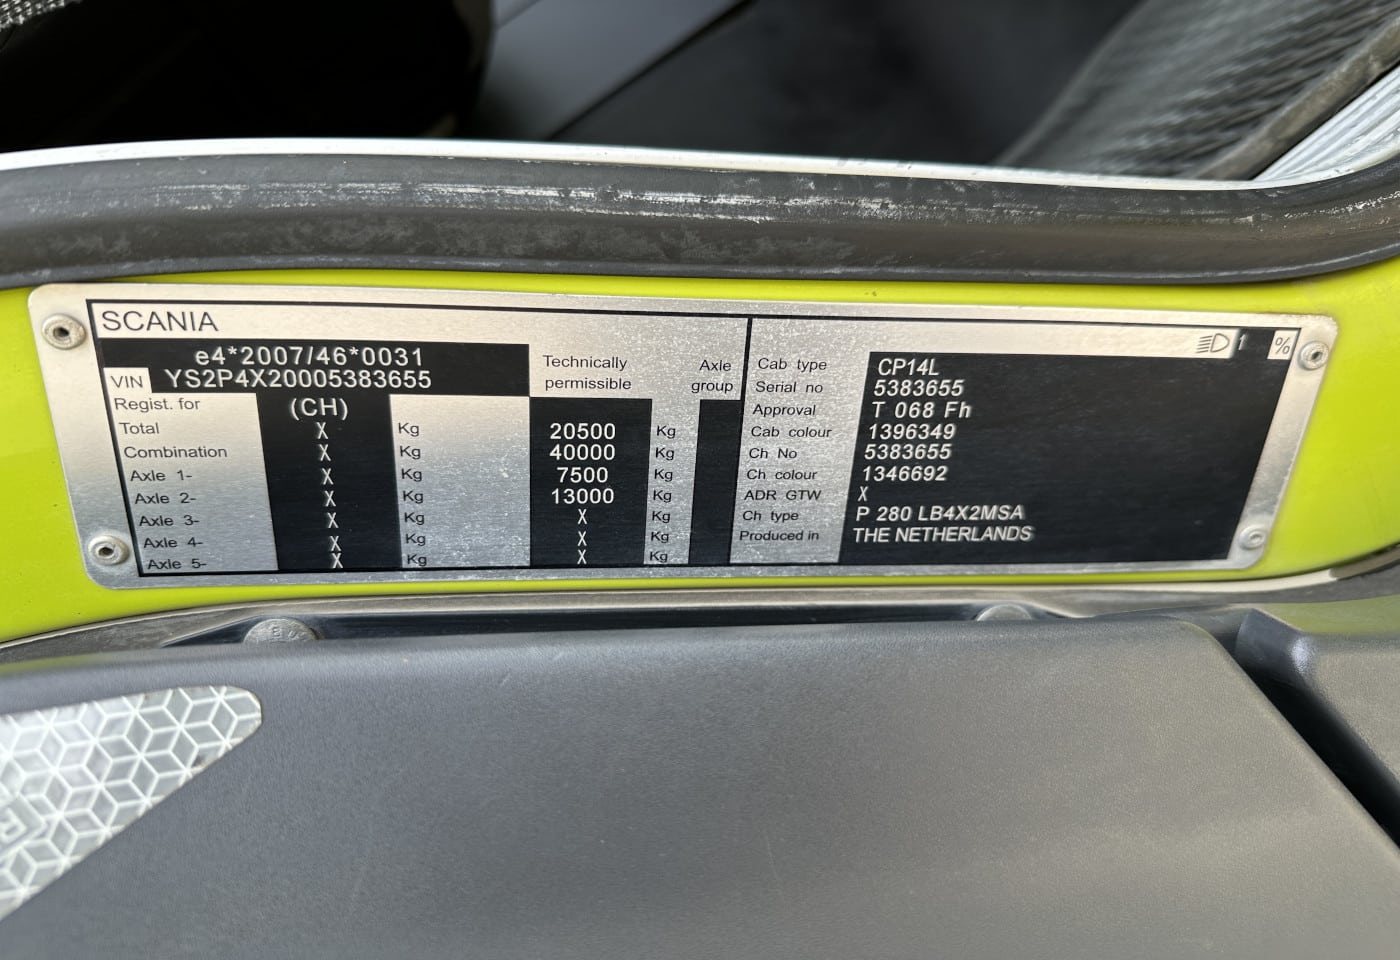 SCANIA
e4*2007/46*0031
VIN YS2P4X20005383655
Regist. for (CH)
Total X Kg
Combination X Kg
Axle 1- X Kg
Axle 2- X Kg
Axle 3- X Kg
Axle 4- X Kg
Axle 5- X Kg
Technically permissible
Axle group
20500 Kg
40000 Kg
7500 Kg
13000 Kg
X Kg
X Kg
X Kg
1 %
Cab type CP14L
Serial no 5383655
Approval T 068 Fh
Cab colour 1396349
Ch No 5383655
Ch colour 1346692
ADR GTW X
Ch type P 280 LB4X2MSA
Produced in THE NETHERLANDS